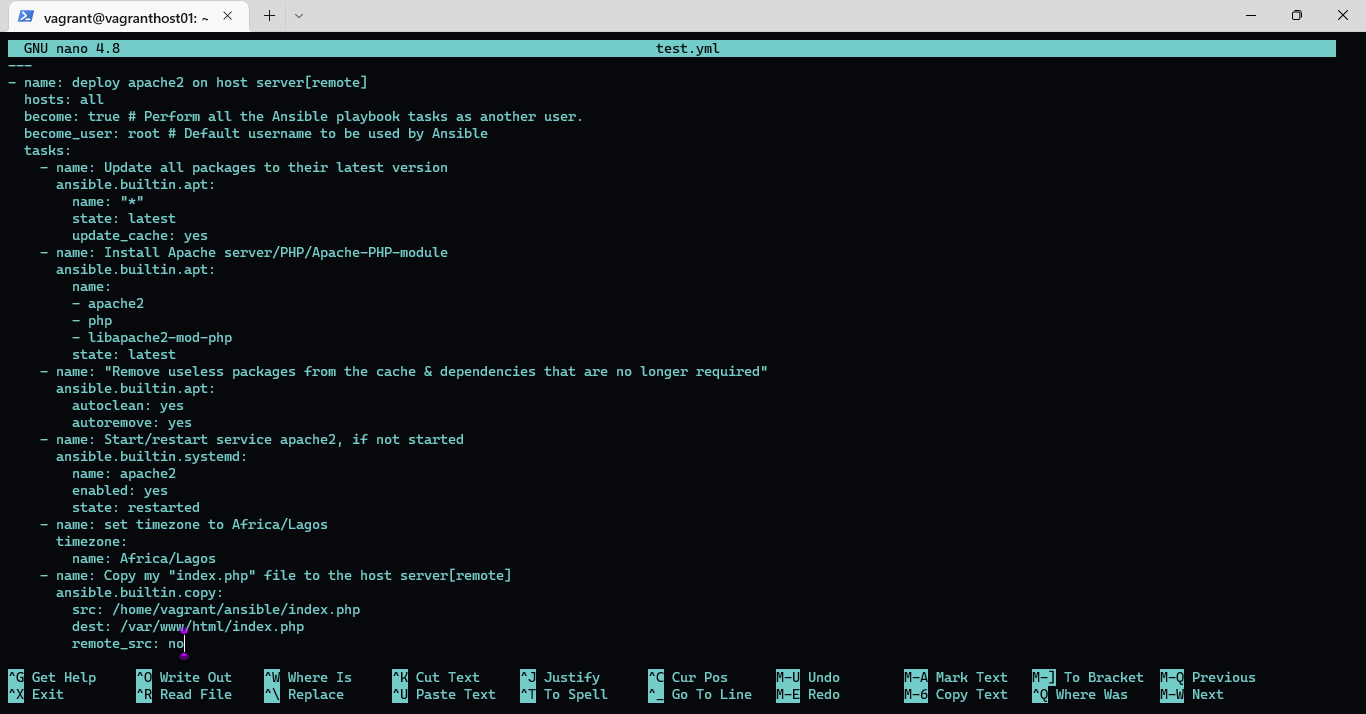 vagrant@vagranthost01: ~
GNU nano 4.8 test.yml
---
- name: deploy apache2 on host server[remote]
  hosts: all
  become: true # Perform all the Ansible playbook tasks as another user.
  become_user: root # Default username to be used by Ansible
  tasks:
    - name: Update all packages to their latest version
      ansible.builtin.apt:
        name: "*"
        state: latest
        update_cache: yes
    - name: Install Apache server/PHP/Apache-PHP-module
      ansible.builtin.apt:
        name:
        - apache2
        - php
        - libapache2-mod-php
        state: latest
    - name: "Remove useless packages from the cache & dependencies that are no longer required"
      ansible.builtin.apt:
        autoclean: yes
        autoremove: yes
    - name: Start/restart service apache2, if not started
      ansible.builtin.systemd:
        name: apache2
        enabled: yes
        state: restarted
    - name: set timezone to Africa/Lagos
      timezone:
        name: Africa/Lagos
    - name: Copy my "index.php" file to the host server[remote]
      ansible.builtin.copy:
        src: /home/vagrant/ansible/index.php
        dest: /var/www/html/index.php
        remote_src: no
^G Get Help ^O Write Out ^W Where Is ^K Cut Text ^J Justify ^C Cur Pos M-U Undo M-A Mark Text M-] To Bracket M-Q Previous
^X Exit ^R Read File ^\ Replace ^U Paste Text ^T To Spell ^_ Go To Line M-E Redo M-6 Copy Text ^Q Where Was M-W Next